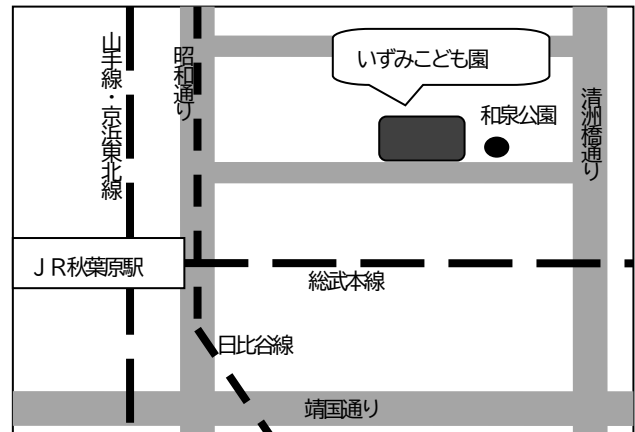 山手線・京浜東北線
昭和通り
いずみこども園
和泉公園
清洲橋通り
ＪＲ秋葉原駅
総武本線
日比谷線
靖国通り